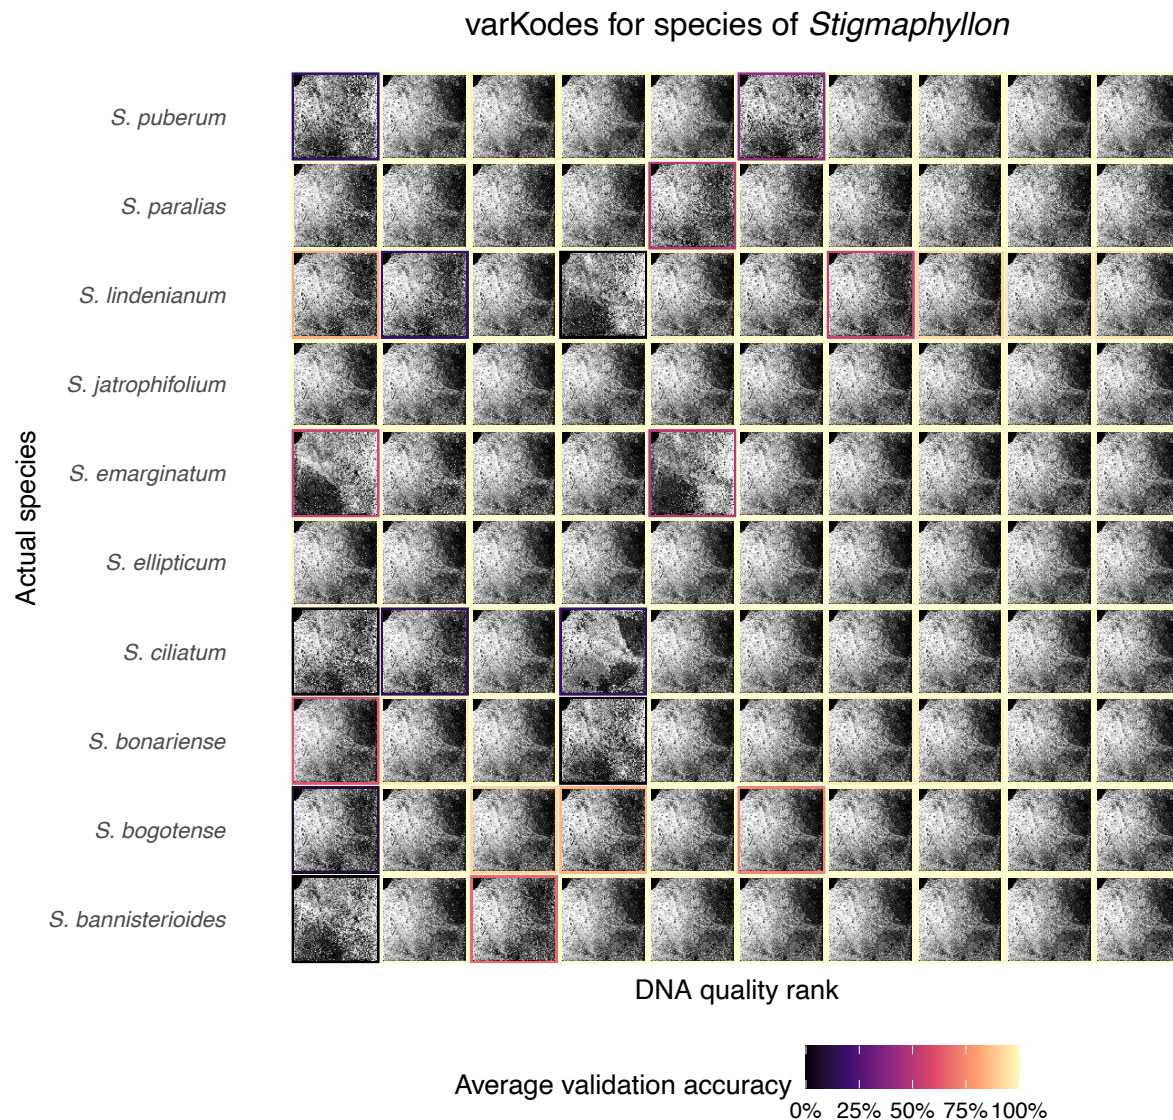 varKodes for species of Stigmaphyllon
S. puberum
S. paralias
S. lindenianum
S. jatrophifolium
S. emarginatum
S. ellipticum
S. ciliatum
S. bonariense
S. bogotense
S. bannisterioides
Actual species
DNA quality rank
Average validation accuracy
0% 25% 50% 75% 100%